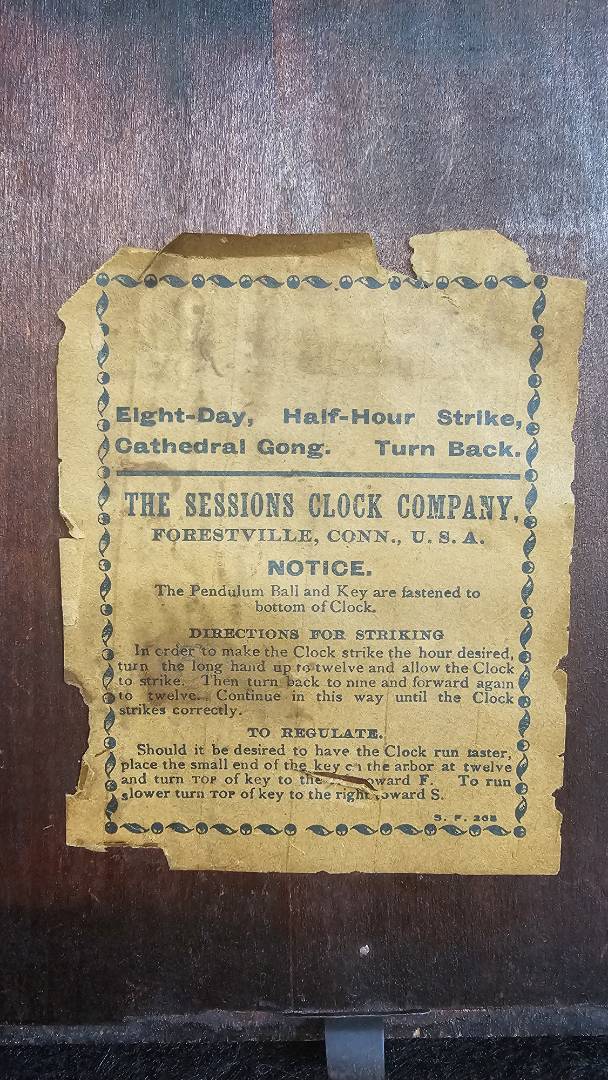 Eight-Day, Half-Hour Strike,
Cathedral Gong. Turn Back.
THE SESSIONS CLOCK COMPANY,
FORESTVILLE, CONN., U. S. A.
NOTICE.
The Pendulum Ball and Key are fastened to
bottom of Clock.
DIRECTIONS FOR STRIKING
In order to make the Clock strike the hour desired,
turn the long hand up to twelve and allow the Clock
to strike. Then turn back to nine and forward again
to twelve. Continue in this way until the Clock
strikes correctly.
TO REGULATE.
Should it be desired to have the Clock run faster,
place the small end of the key on the arbor at twelve
and turn TOP of key to the toward F. To run
slower turn TOP of key to the right toward S.
S. F. 268